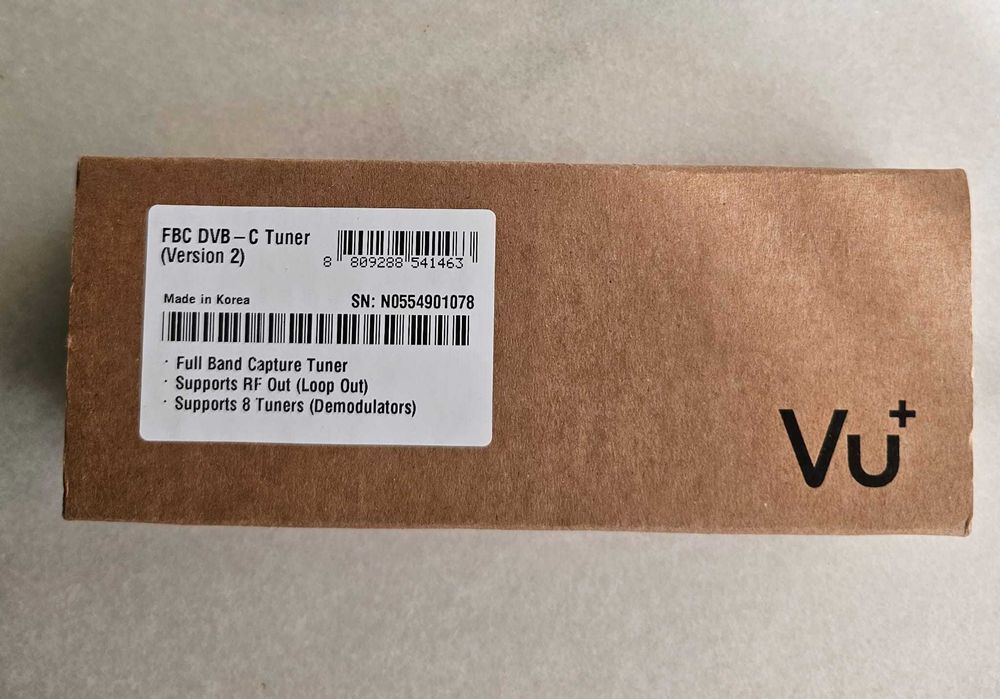 FBC DVB–C Tuner
(Version 2)
8 809288 541463
Made in Korea
SN: N0554901078
· Full Band Capture Tuner
· Supports RF Out (Loop Out)
· Supports 8 Tuners (Demodulators)
Vu+